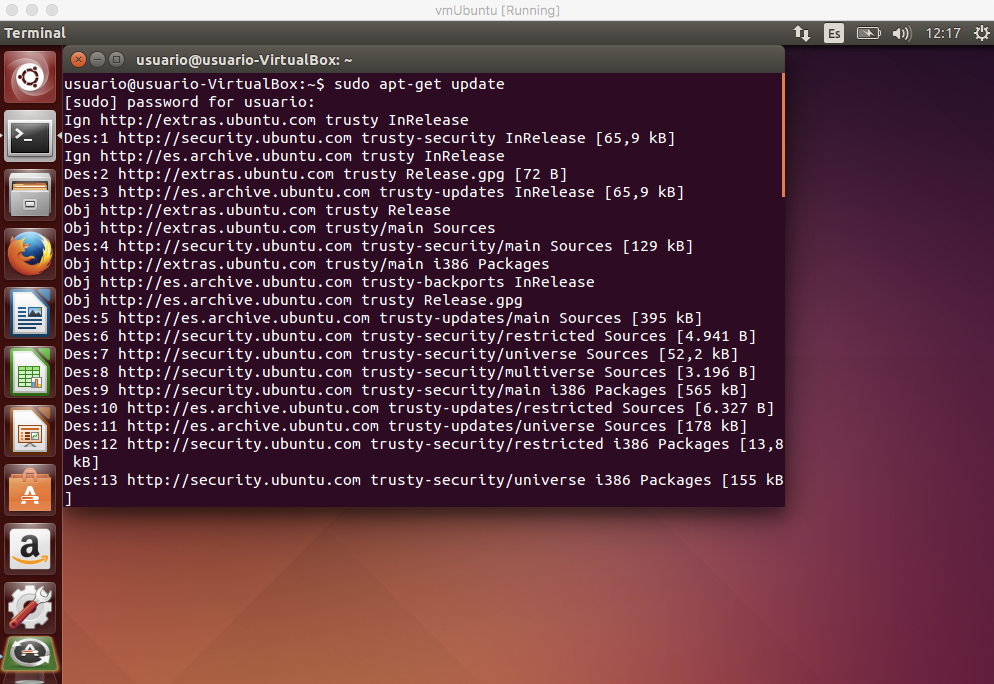 vmUbuntu [Running]
Terminal
Es
12:17
usuario@usuario-VirtualBox: ~
usuario@usuario-VirtualBox:~$ sudo apt-get update
[sudo] password for usuario:
Ign http://extras.ubuntu.com trusty InRelease
Des:1 http://security.ubuntu.com trusty-security InRelease [65,9 kB]
Ign http://es.archive.ubuntu.com trusty InRelease
Des:2 http://extras.ubuntu.com trusty Release.gpg [72 B]
Des:3 http://es.archive.ubuntu.com trusty-updates InRelease [65,9 kB]
Obj http://extras.ubuntu.com trusty Release
Obj http://extras.ubuntu.com trusty/main Sources
Des:4 http://security.ubuntu.com trusty-security/main Sources [129 kB]
Obj http://extras.ubuntu.com trusty/main i386 Packages
Obj http://es.archive.ubuntu.com trusty-backports InRelease
Obj http://es.archive.ubuntu.com trusty Release.gpg
Des:5 http://es.archive.ubuntu.com trusty-updates/main Sources [395 kB]
Des:6 http://security.ubuntu.com trusty-security/restricted Sources [4.941 B]
Des:7 http://security.ubuntu.com trusty-security/universe Sources [52,2 kB]
Des:8 http://security.ubuntu.com trusty-security/multiverse Sources [3.196 B]
Des:9 http://security.ubuntu.com trusty-security/main i386 Packages [565 kB]
Des:10 http://es.archive.ubuntu.com trusty-updates/restricted Sources [6.327 B]
Des:11 http://es.archive.ubuntu.com trusty-updates/universe Sources [178 kB]
Des:12 http://security.ubuntu.com trusty-security/restricted i386 Packages [13,8
kB]
Des:13 http://security.ubuntu.com trusty-security/universe i386 Packages [155 kB
]